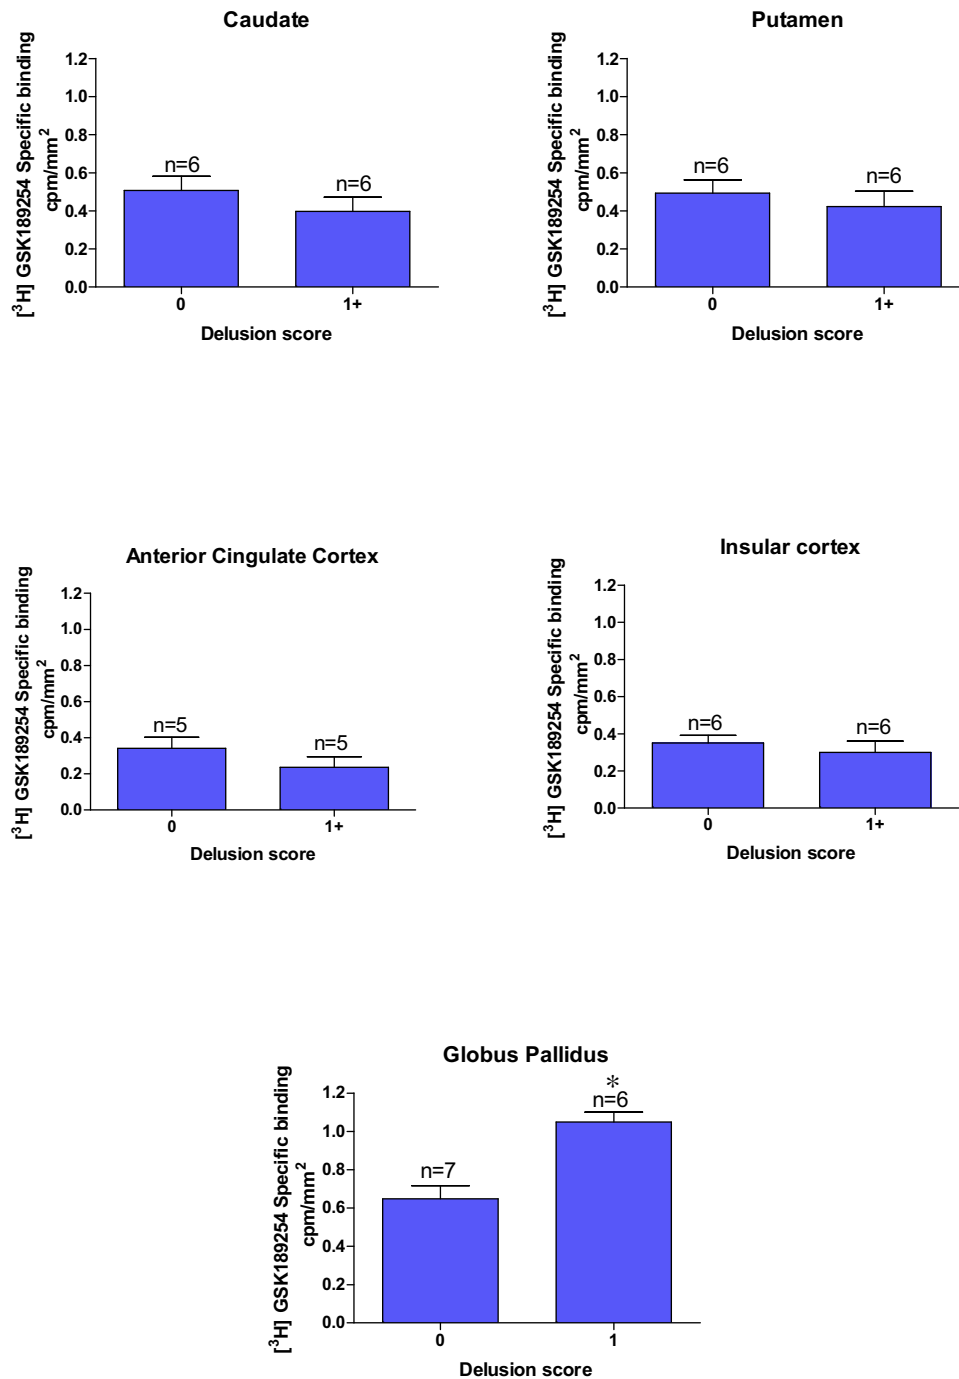 Caudate
[³H] GSK189254 Specific binding
cpm/mm²
1.2
1.0
0.8
0.6
0.4
0.2
0.0
n=6
n=6
0
1+
Delusion score
Putamen
[³H] GSK189254 Specific binding
cpm/mm²
1.2
1.0
0.8
0.6
0.4
0.2
0.0
n=6
n=6
0
1+
Delusion score
Anterior Cingulate Cortex
[³H] GSK189254 Specific binding
cpm/mm²
1.2
1.0
0.8
0.6
0.4
0.2
0.0
n=5
n=5
0
1+
Delusion score
Insular cortex
[³H] GSK189254 Specific binding
cpm/mm²
1.2
1.0
0.8
0.6
0.4
0.2
0.0
n=6
n=6
0
1+
Delusion score
Globus Pallidus
[³H] GSK189254 Specific binding
cpm/mm²
1.2
1.0
0.8
0.6
0.4
0.2
0.0
n=7
*
n=6
0
1
Delusion score